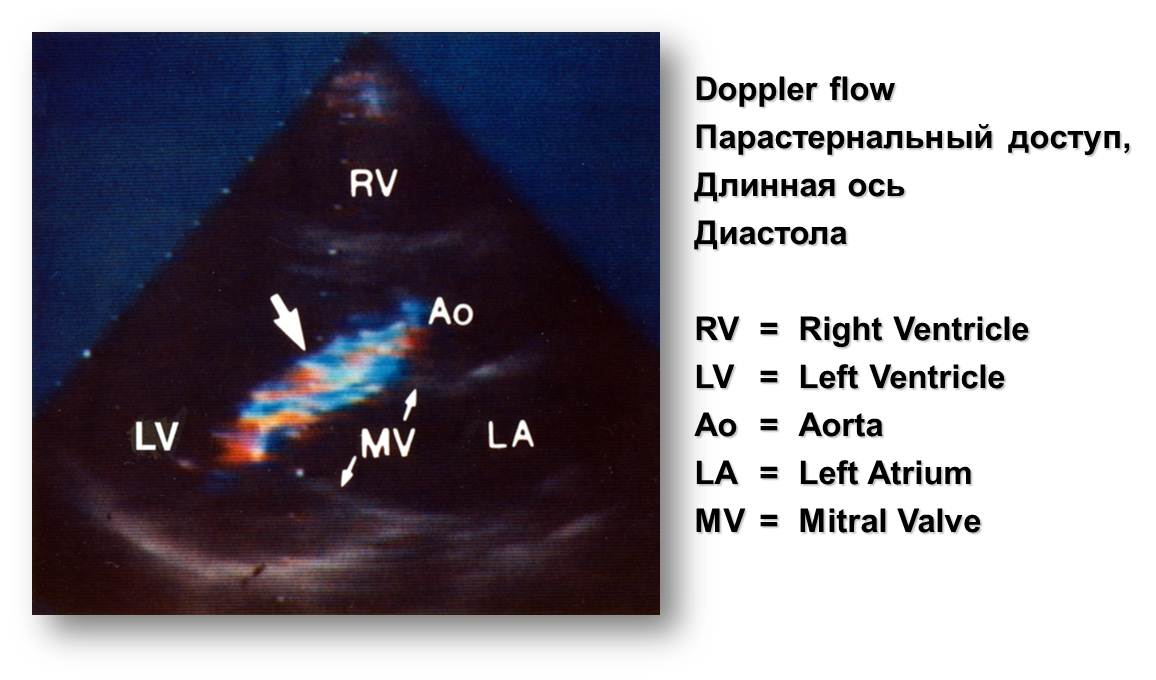 RV
Ao
LV
MV
LA
Doppler flow
Парастернальный доступ,
Длинная ось
Диастола
RV = Right Ventricle
LV = Left Ventricle
Ao = Aorta
LA = Left Atrium
MV = Mitral Valve